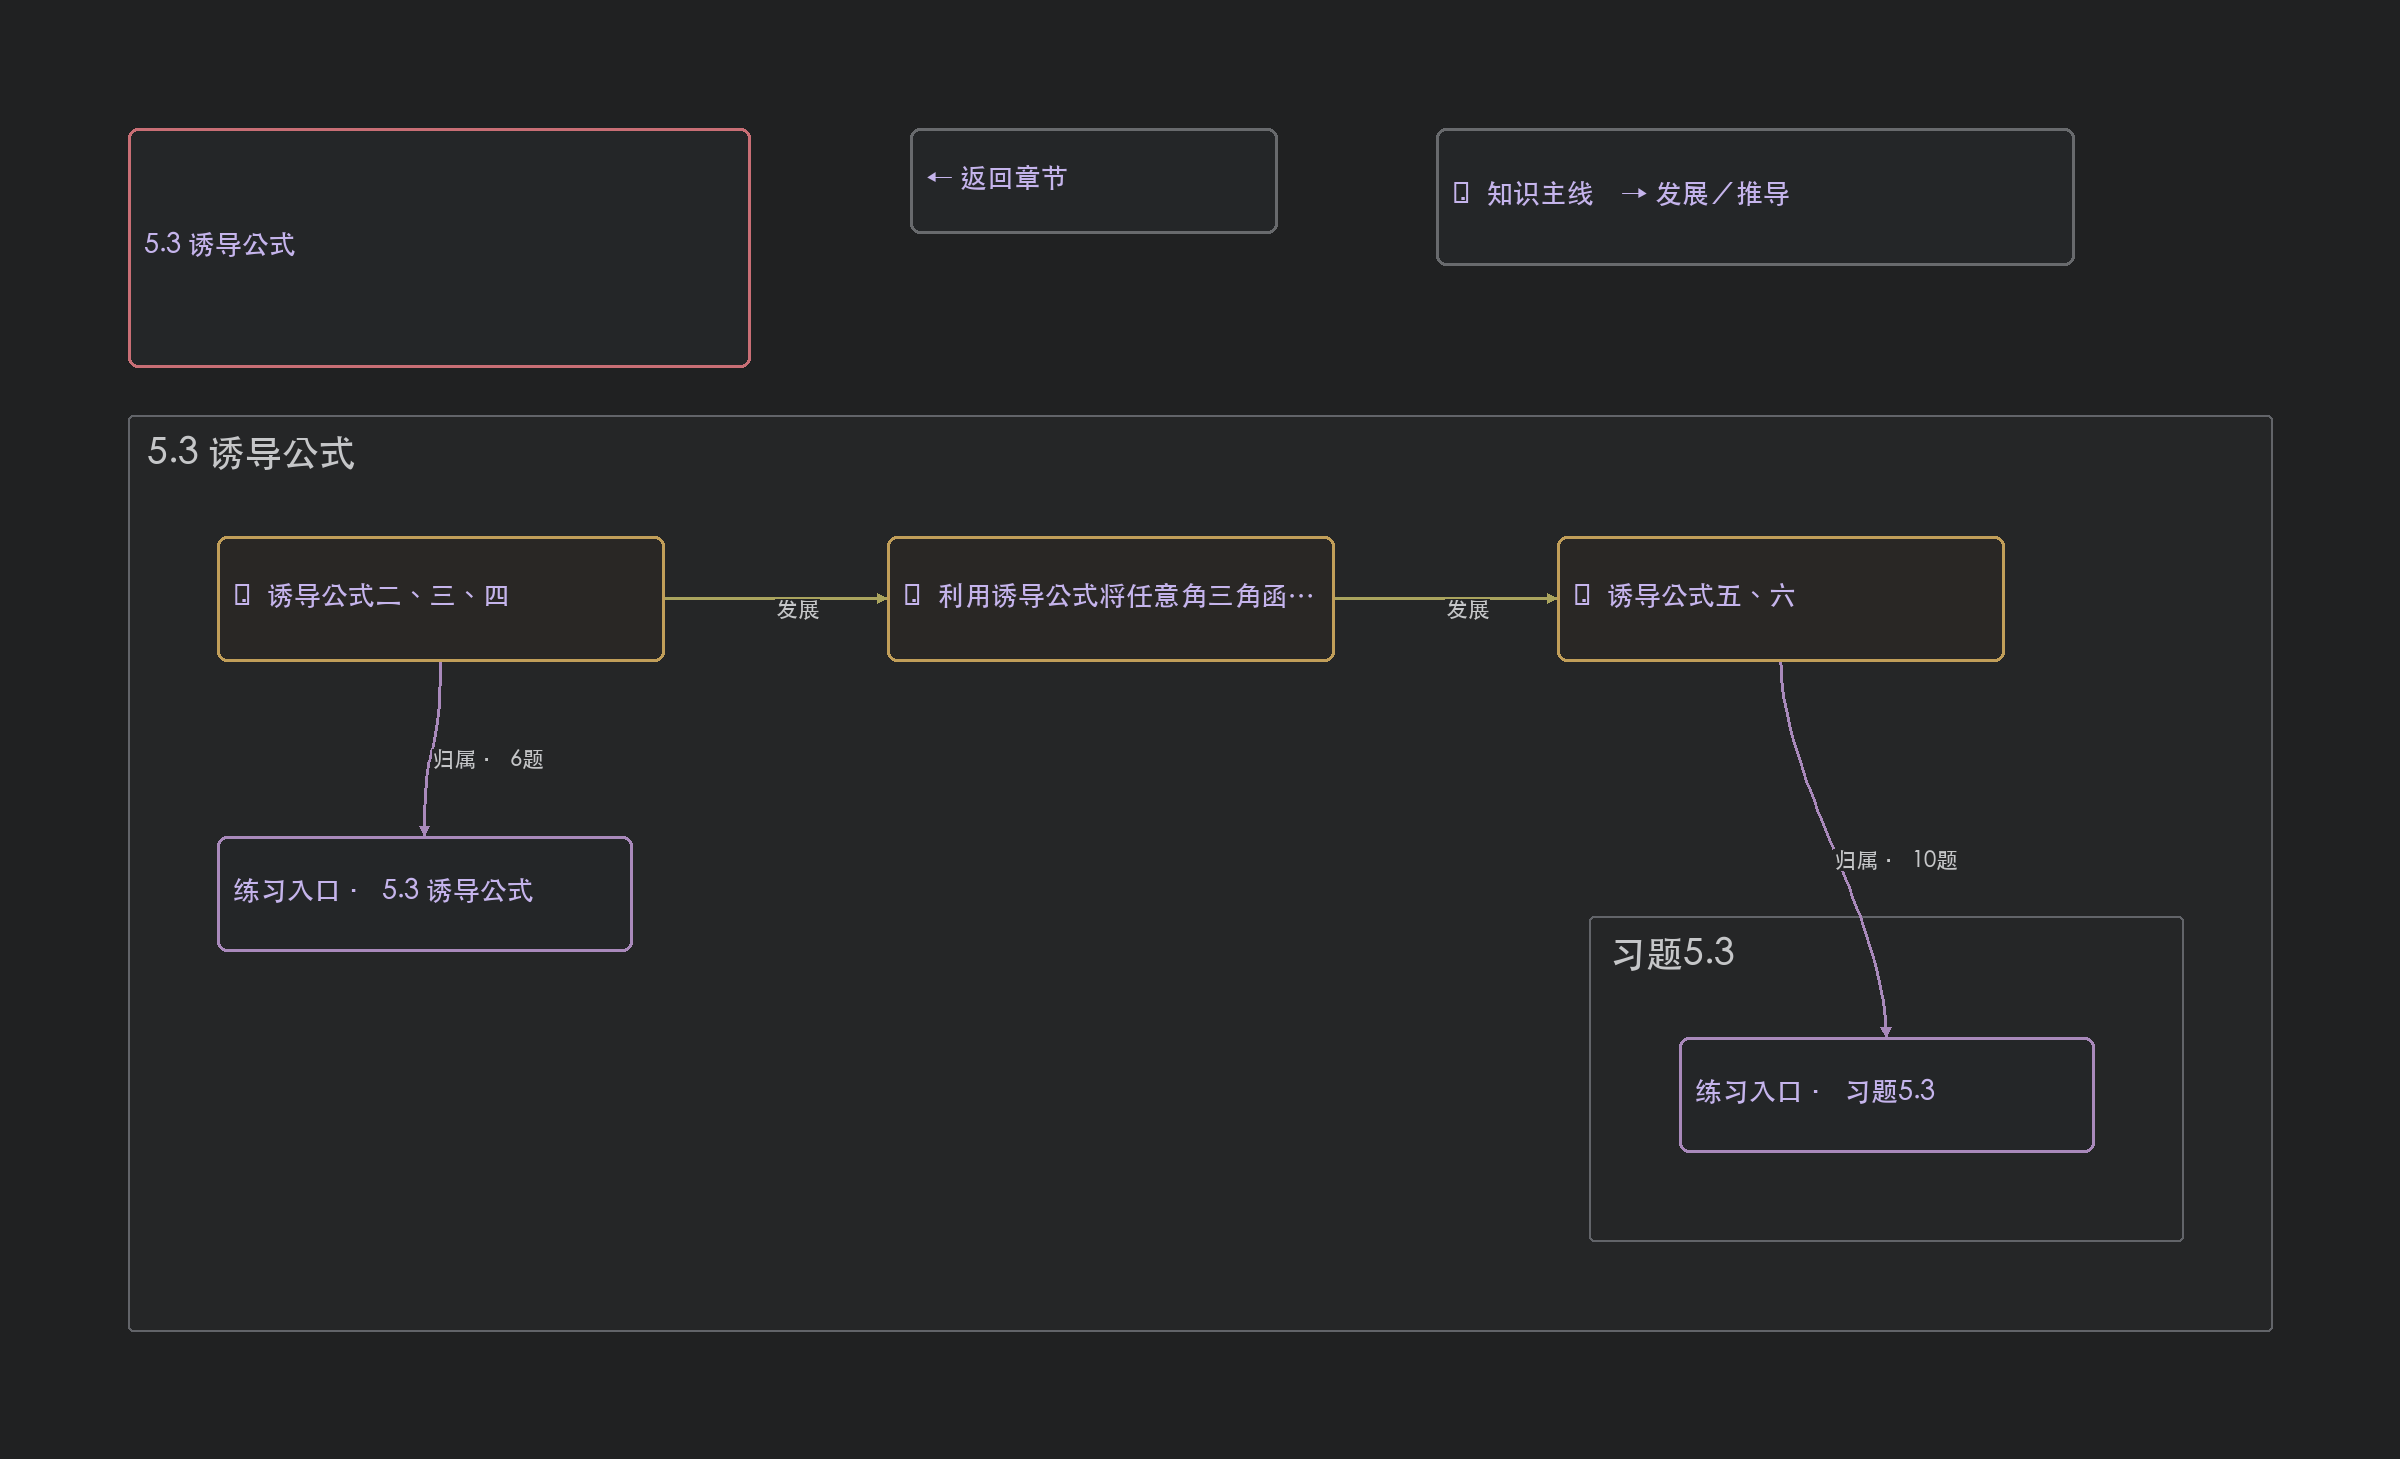 5.3 诱导公式
← 返回章节
知识主线 → 发展／推导
5.3 诱导公式
诱导公式二、三、四
发展
利用诱导公式将任意角三角函…
发展
诱导公式五、六
归属 · 6题
练习入口 · 5.3 诱导公式
归属 · 10题
习题5.3
练习入口 · 习题5.3